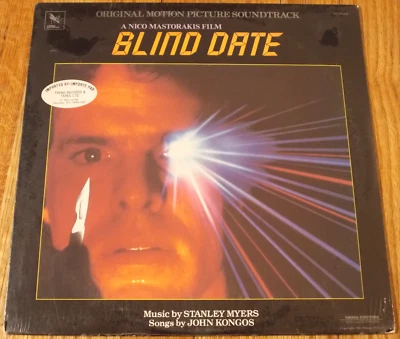 ORIGINAL MOTION PICTURE SOUNDTRACK
A NICO MASTORAKIS FILM
BLIND DATE
Music by STANLEY MYERS
Songs by JOHN KONGOS